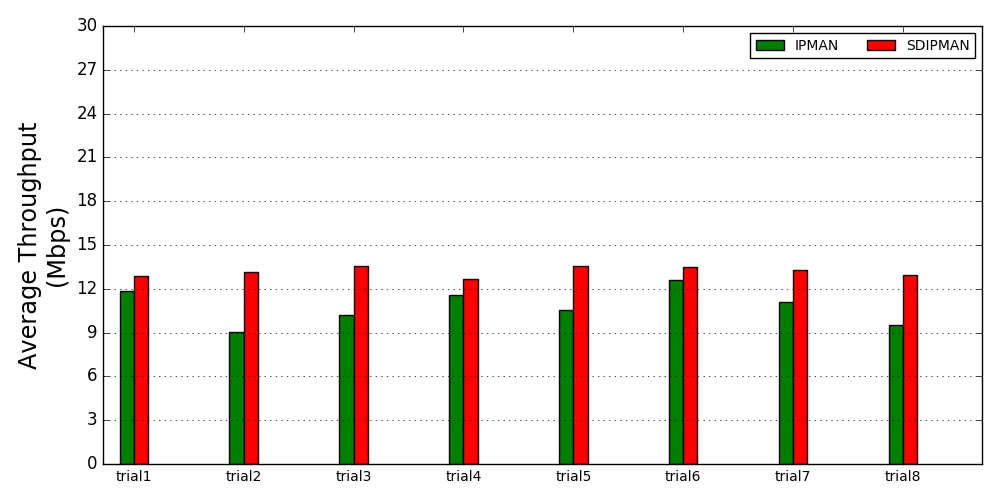 30
IPMAN SDIPMAN
27
24
21
18
15
12
9
6
3
0
Average Throughput
(Mbps)
trial1 trial2 trial3 trial4 trial5 trial6 trial7 trial8